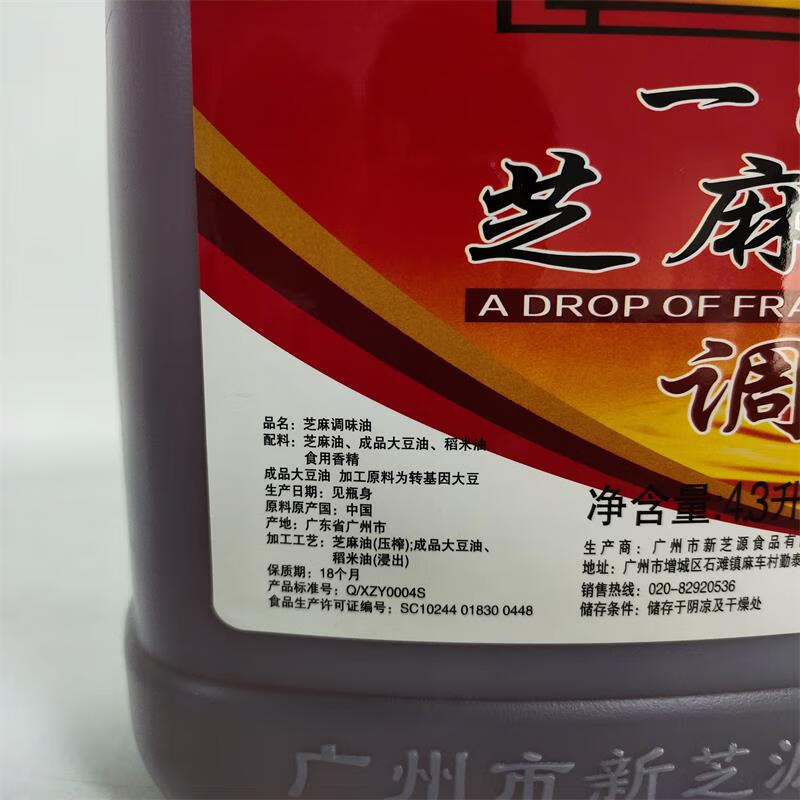 一
芝麻
A DROP OF FRA
调
品名：芝麻调味油
配料：芝麻油、成品大豆油、稻米油
食用香精
成品大豆油 加工原料为转基因大豆
生产日期：见瓶身
原料原产国：中国
产地：广东省广州市
加工工艺：芝麻油(压榨);成品大豆油、
稻米油(浸出)
保质期：18个月
产品标准号：Q/XZY0004S
食品生产许可证编号：SC10244 01830 0448
净含量:4.3升
生产商：广州市新芝源食品有
地址：广州市增城区石滩镇麻车村勤泰
销售热线：020-82920536
储存条件：储存于阴凉及干燥处
广州市新芝源